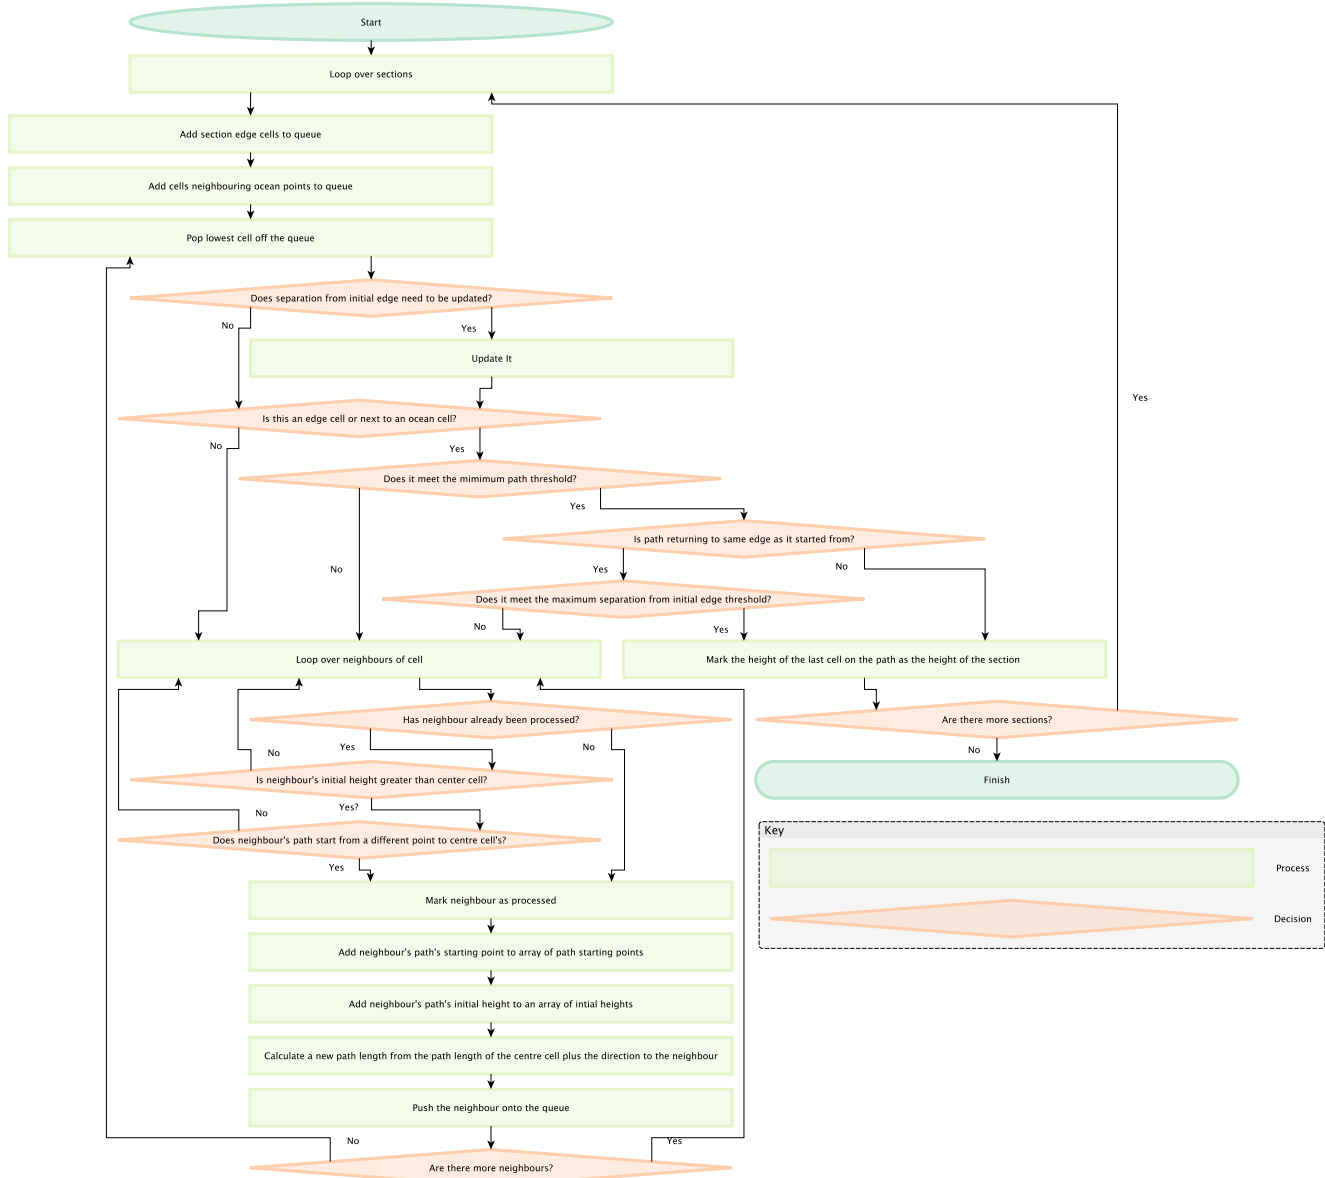 Start
Loop over sections
Add section edge cells to queue
Add cells neighbouring ocean points to queue
Pop lowest cell off the queue
Does separation from initial edge need to be updated?
No
Yes
Update It
Yes
Is this an edge cell or next to an ocean cell?
No
Yes
Does it meet the mimimum path threshold?
Yes
Is path returning to same edge as it started from?
No
Yes
No
Does it meet the maximum separation from initial edge threshold?
No
Yes
Loop over neighbours of cell
Mark the height of the last cell on the path as the height of the section
Has neighbour already been processed?
Are there more sections?
No
Yes
No
No
Is neighbour's initial height greater than center cell?
Finish
No
Yes?
Does neighbour's path start from a different point to centre cell's?
Key
Yes
Process
Mark neighbour as processed
Decision
Add neighbour's path's starting point to array of path starting points
Add neighbour's path's initial height to an array of intial heights
Calculate a new path length from the path length of the centre cell plus the direction to the neighbour
Push the neighbour onto the queue
No
Yes
Are there more neighbours?